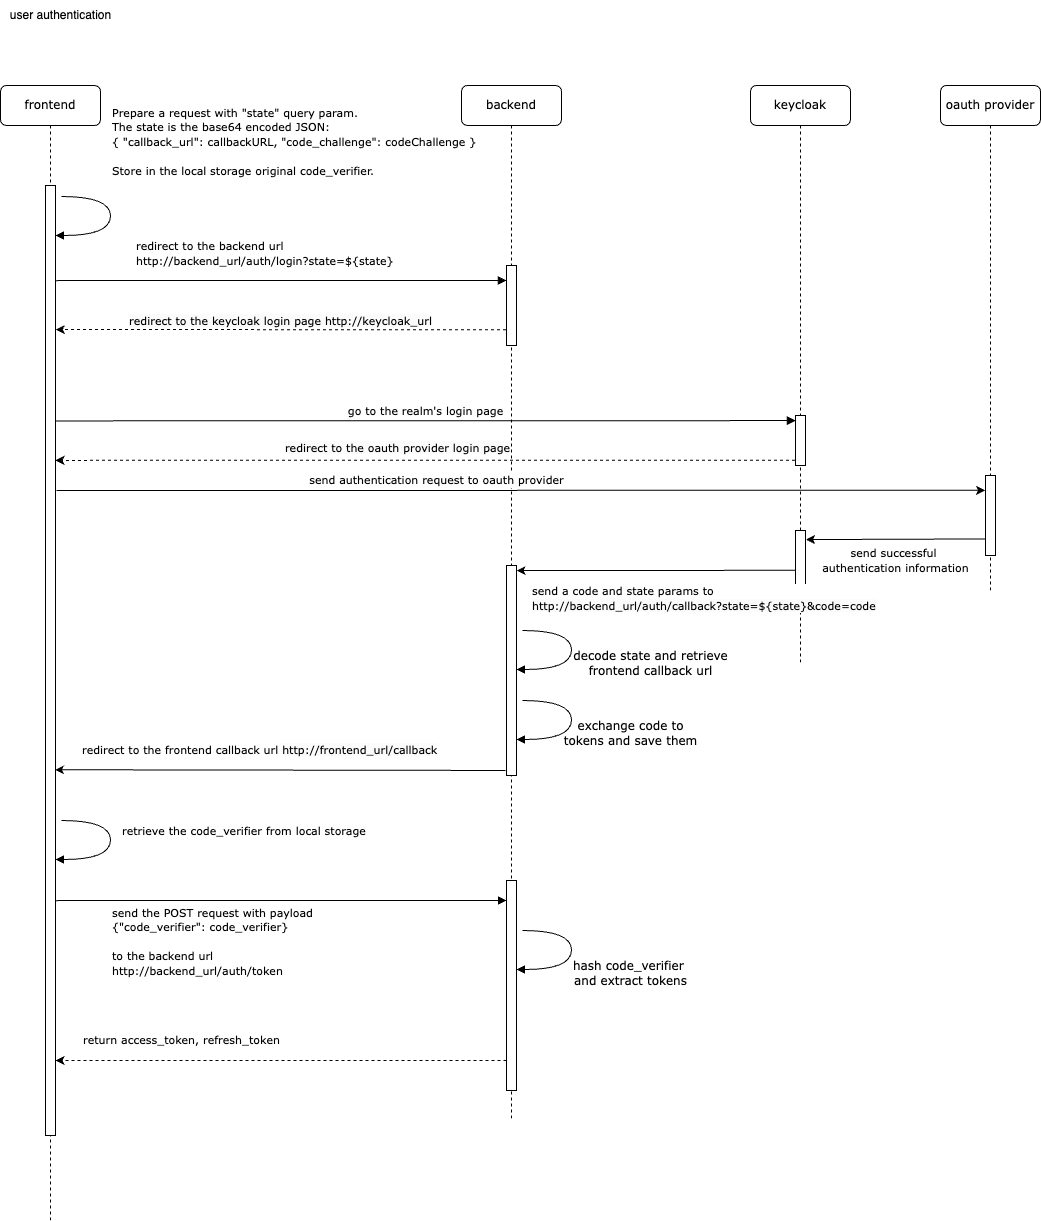 user authentication
frontend
backend
keycloak
oauth provider
Prepare a request with "state" query param.
The state is the base64 encoded JSON:
{ "callback_url": callbackURL, "code_challenge": codeChallenge }
Store in the local storage original code_verifier.
redirect to the backend url
http://backend_url/auth/login?state=${state}
redirect to the keycloak login page http://keycloak_url
go to the realm's login page
redirect to the oauth provider login page
send authentication request to oauth provider
send successful
authentication information
send a code and state params to
http://backend_url/auth/callback?state=${state}&code=code
decode state and retrieve
frontend callback url
exchange code to
tokens and save them
redirect to the frontend callback url http://frontend_url/callback
retrieve the code_verifier from local storage
send the POST request with payload
{"code_verifier": code_verifier}
to the backend url
http://backend_url/auth/token
hash code_verifier
and extract tokens
return access_token, refresh_token